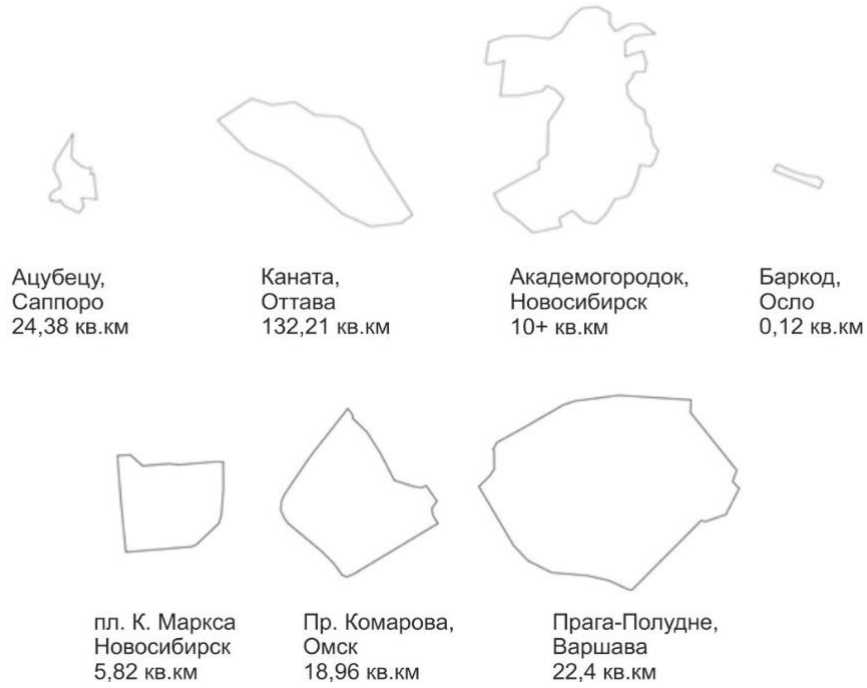 Ацубецу,
Саппоро
24,38 кв.км
Каната,
Оттава
132,21 кв.км
Академогородок,
Новосибирск
10+ кв.км
Баркод,
Осло
0,12 кв.км
пл. К. Маркса
Новосибирск
5,82 кв.км
Пр. Комарова,
Омск
18,96 кв.км
Прага-Полудне,
Варшава
22,4 кв.км